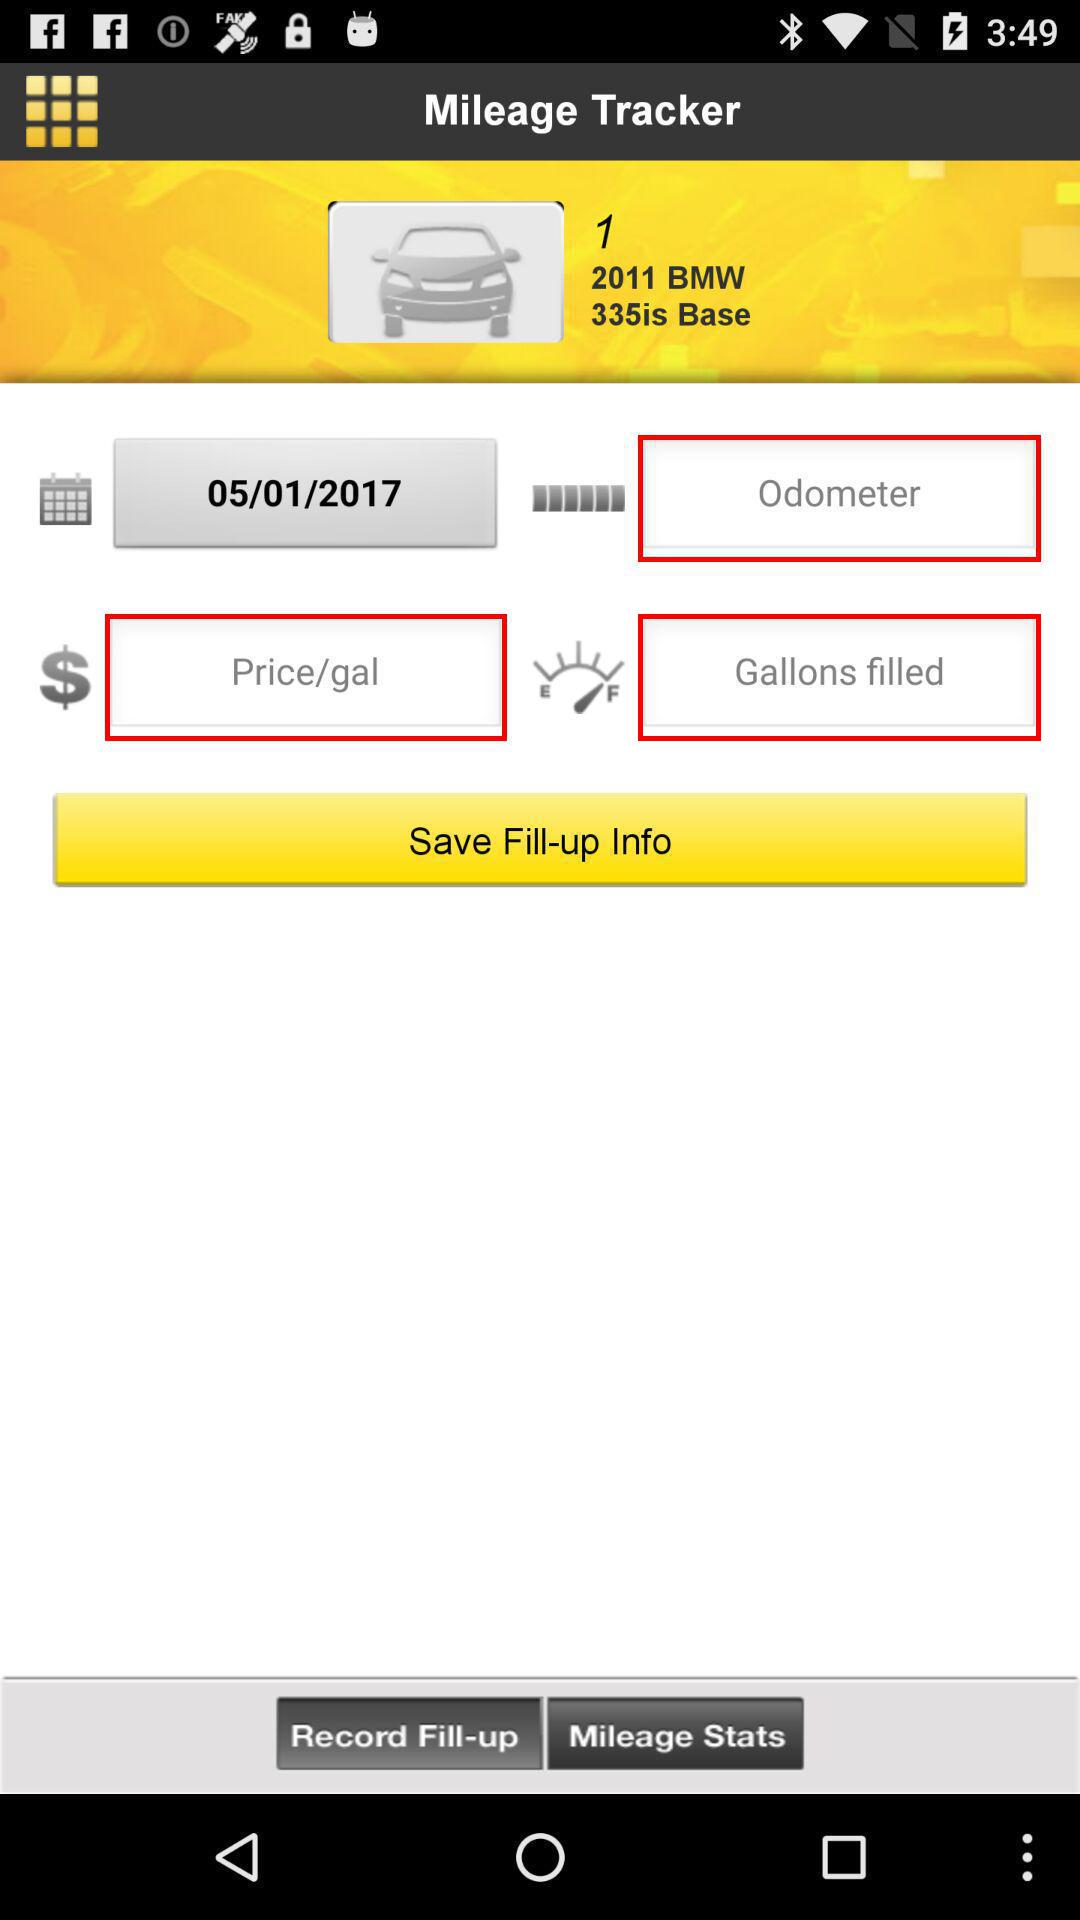 FAKE
3:49
Mileage Tracker
1
2011 BMW
335is Base
05/01/2017
Odometer
$
Price/gal
E
F
Gallons filled
Save Fill-up Info
Record Fill-up
Mileage Stats